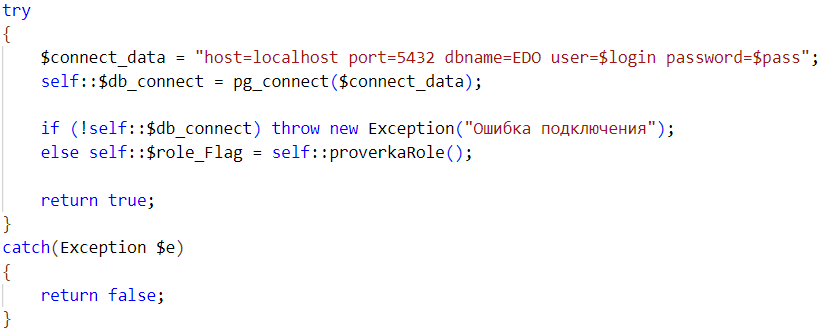 try
{
    $connect_data = "host=localhost port=5432 dbname=EDO user=$login password=$pass";
    self::$db_connect = pg_connect($connect_data);

    if (!self::$db_connect) throw new Exception("Ошибка подключения");
    else self::$role_Flag = self::proverkaRole();

    return true;
}
catch(Exception $e)
{
    return false;
}